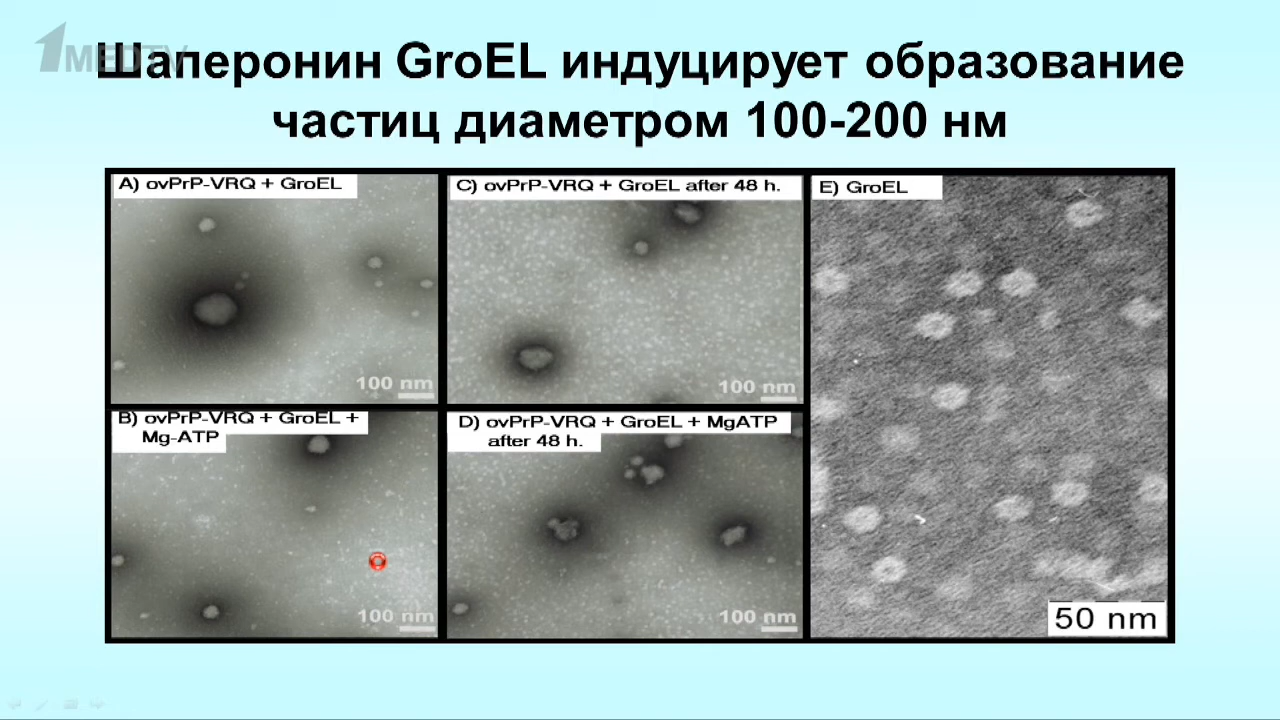 1MEDTV
Шаперонин GroEL индуцирует образование
частиц диаметром 100-200 нм
A) ovPrP-VRQ + GroEL
100 nm
B) ovPrP-VRQ + GroEL +
Mg-ATP
100 nm
C) ovPrP-VRQ + GroEL after 48 h.
100 nm
D) ovPrP-VRQ + GroEL + MgATP
after 48 h.
100 nm
E) GroEL
50 nm